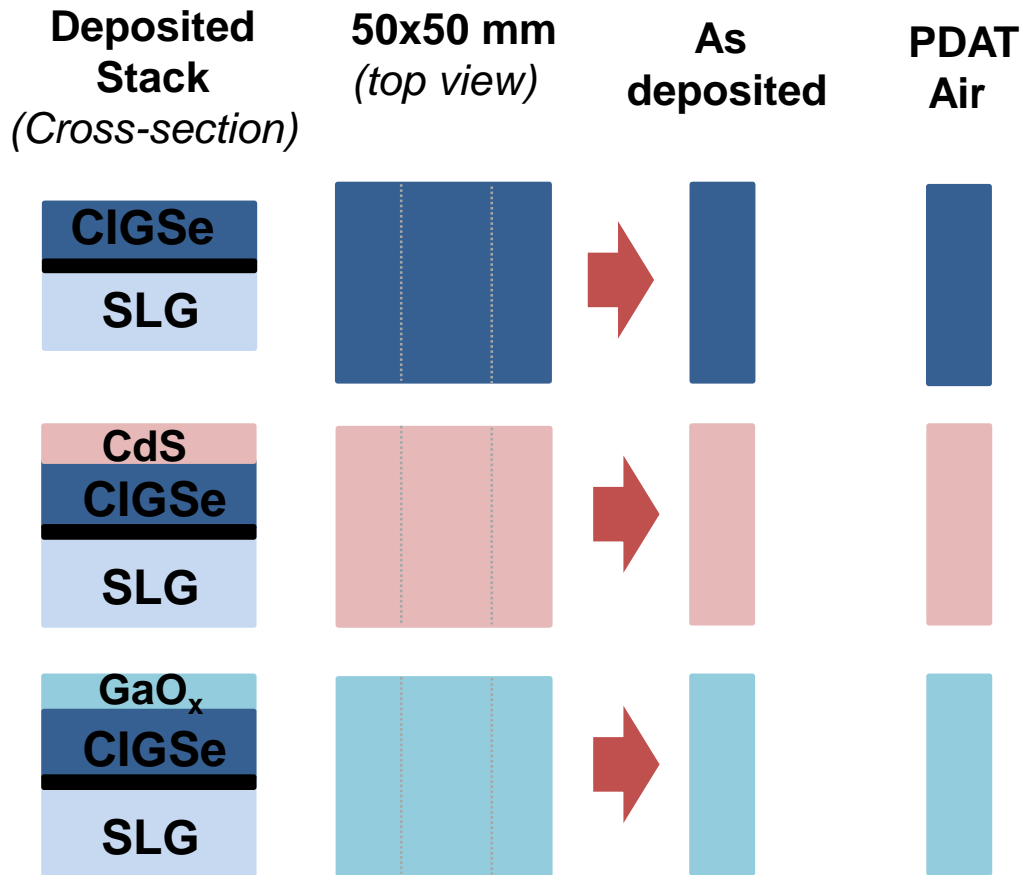 Deposited
Stack
(Cross-section)
50x50 mm
(top view)
As
deposited
PDAT
Air
CIGSe
SLG
CdS
CIGSe
SLG
GaOₓ
CIGSe
SLG